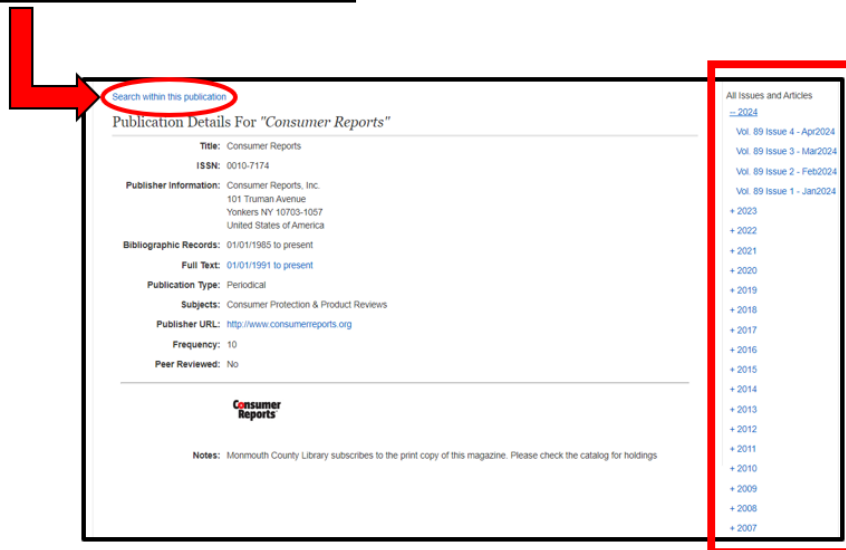 Search within this publication
Publication Details For "Consumer Reports"
Title: Consumer Reports
ISSN: 0010-7174
Publisher Information: Consumer Reports, Inc.
101 Truman Avenue
Yonkers NY 10703-1057
United States of America
Bibliographic Records: 01/01/1985 to present
Full Text: 01/01/1991 to present
Publication Type: Periodical
Subjects: Consumer Protection & Product Reviews
Publisher URL: http://www.consumerreports.org
Frequency: 10
Peer Reviewed: No
Consumer
Reports
Notes: Monmouth County Library subscribes to the print copy of this magazine. Please check the catalog for holdings
All Issues and Articles
-- 2024
Vol. 89 Issue 4 - Apr2024
Vol. 89 Issue 3 - Mar2024
Vol. 89 Issue 2 - Feb2024
Vol. 89 Issue 1 - Jan2024
+ 2023
+ 2022
+ 2021
+ 2020
+ 2019
+ 2018
+ 2017
+ 2016
+ 2015
+ 2014
+ 2013
+ 2012
+ 2011
+ 2010
+ 2009
+ 2008
+ 2007